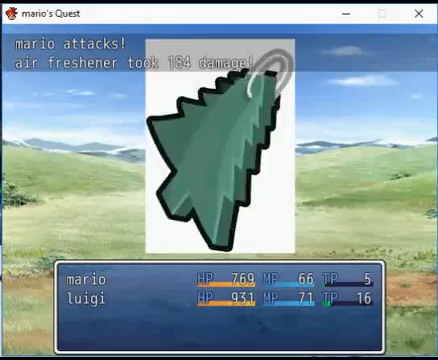 mario's Quest
mario attacks!
air freshener took 184 damage!
mario HP 769 MP 66 TP 5
luigi HP 931 MP 71 TP 16